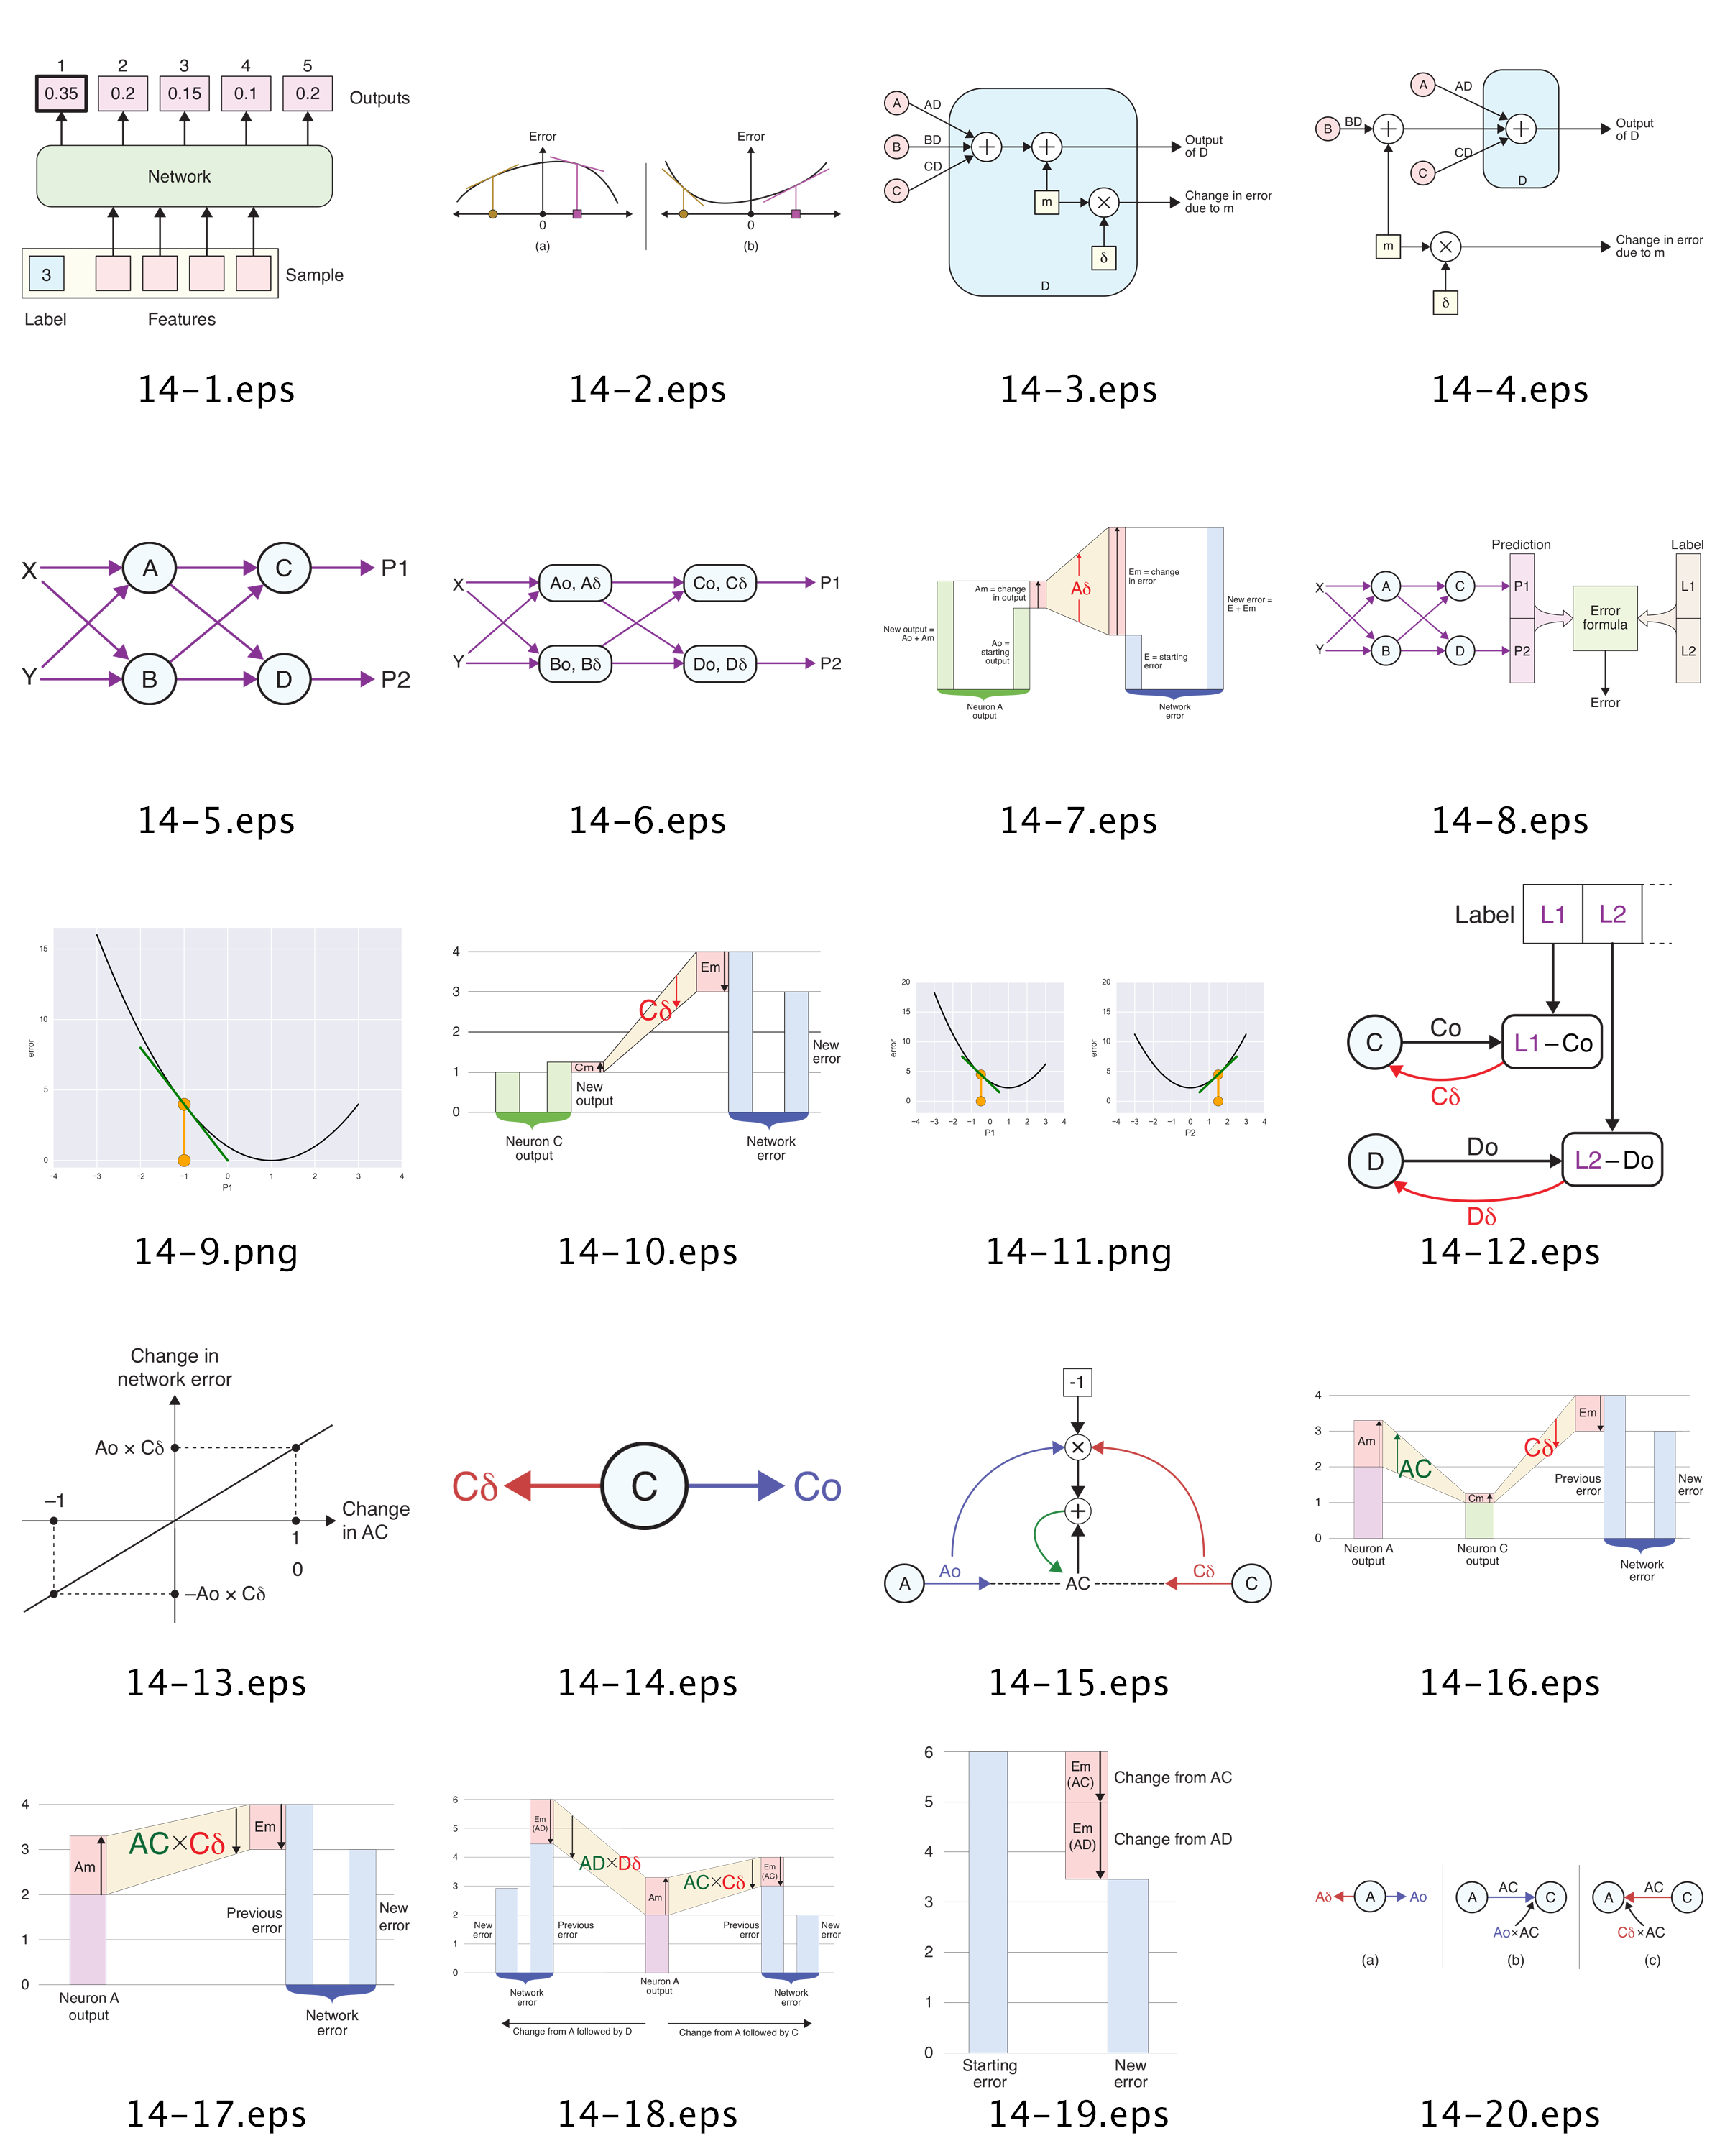 1 2 3 4 5
0.35 0.2 0.15 0.1 0.2
Outputs
Network
3
Sample
Label Features
14-1.eps
Error Error
0 0
(a) (b)
14-2.eps
A AD
B BD
C CD
+ +
Output
of D
m ×
Change in error
due to m
δ
D
14-3.eps
A AD
B BD + +
Output
of D
C CD
D
m ×
Change in error
due to m
δ
14-4.eps
X A C P1
Y B D P2
14-5.eps
X Ao, Aδ Co, Cδ P1
Y Bo, Bδ Do, Dδ P2
14-6.eps
Am = change
in output
Aδ
Em = change
in error
New error =
E + Em
New output =
Ao + Am
Ao =
starting
output
E = starting
error
Neuron A
output
Network
error
14-7.eps
Prediction Label
X A C P1 L1
Error
formula
Y B D P2 L2
Error
14-8.eps
15
10
error
5
0
−4 −3 −2 −1 0 1 2 3 4
P1
14-9.png
4
Em
3
Cδ
2
New
error
Cm
1
New
output
0
Neuron C
output
Network
error
14-10.eps
20 20
15 15
10 10
error error
5 5
0 0
−4 −3 −2 −1 0 1 2 3 4 −4 −3 −2 −1 0 1 2 3 4
P1 P2
14-11.png
Label L1 L2
C Co L1−Co
Cδ
D Do L2−Do
Dδ
14-12.eps
Change in
network error
Ao × Cδ
−1
Change
in AC
1
0
−Ao × Cδ
14-13.eps
Cδ C Co
14-14.eps
-1
×
+
A Ao AC Cδ C
14-15.eps
4
Em
3
Am
Cδ
AC
2
Previous
error
New
error
Cm
1
0
Neuron A
output
Neuron C
output
Network
error
14-16.eps
4
Em
AC×Cδ
3
Am
2
Previous
error
New
error
1
0
Neuron A
output
Network
error
14-17.eps
6
Em
(AD)
5
4
AD×Dδ
Em
(AC)
3
AC×Cδ
Am
2
New
error
Previous
error
Previous
error
New
error
1
0
Network
error
Neuron A
output
Network
error
Change from A followed by D Change from A followed by C
14-18.eps
6
Em
(AC)
Change from AC
5
Em
(AD)
Change from AD
4
3
2
1
0
Starting
error
New
error
14-19.eps
Aδ A Ao A AC C A AC C
Ao×AC Cδ×AC
(a) (b) (c)
14-20.eps